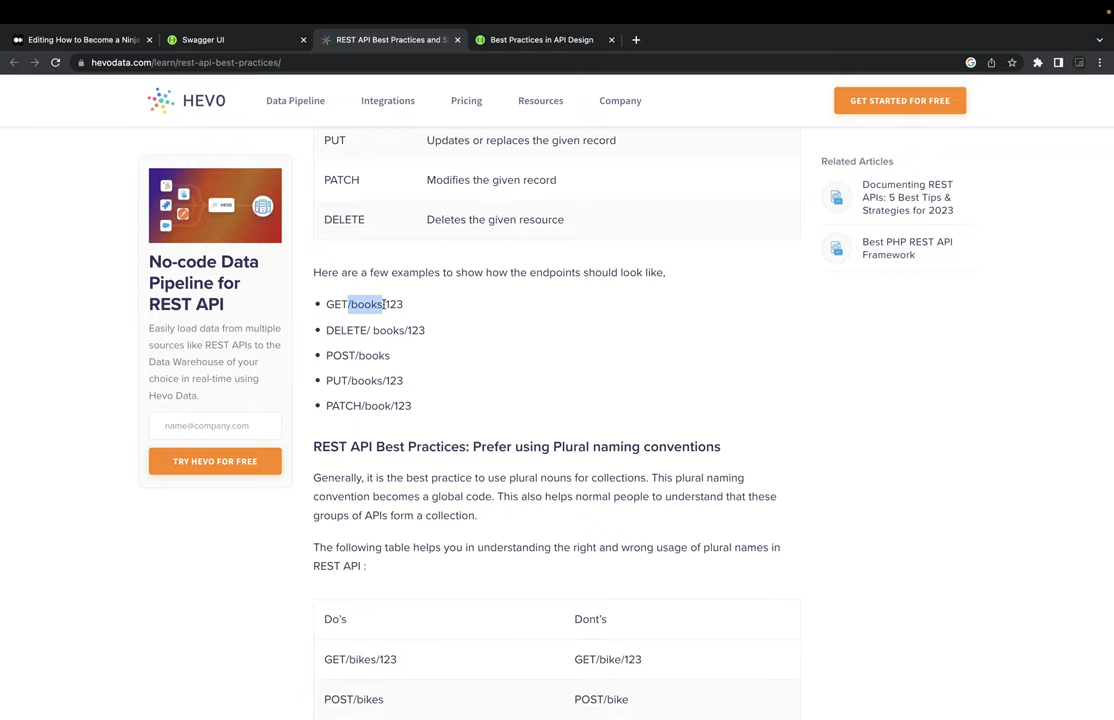 Editing How to Become a Ninja
Swagger UI
REST API Best Practices and S
Best Practices in API Design
hevodata.com/learn/rest-api-best-practices/
HEVO
Data Pipeline
Integrations
Pricing
Resources
Company
GET STARTED FOR FREE
PUT
Updates or replaces the given record
PATCH
Modifies the given record
DELETE
Deletes the given resource
Here are a few examples to show how the endpoints should look like,
GET/books/123
DELETE/ books/123
POST/books
PUT/books/123
PATCH/book/123
REST API Best Practices: Prefer using Plural naming conventions
Generally, it is the best practice to use plural nouns for collections. This plural naming
convention becomes a global code. This also helps normal people to understand that these
groups of APIs form a collection.
The following table helps you in understanding the right and wrong usage of plural names in
REST API :
Do's
Dont's
GET/bikes/123
GET/bike/123
POST/bikes
POST/bike
HEVO
No-code Data
Pipeline for
REST API
Easily load data from multiple
sources like REST APIs to the
Data Warehouse of your
choice in real-time using
Hevo Data.
name@company.com
TRY HEVO FOR FREE
Related Articles
Documenting REST
APIs: 5 Best Tips &
Strategies for 2023
Best PHP REST API
Framework